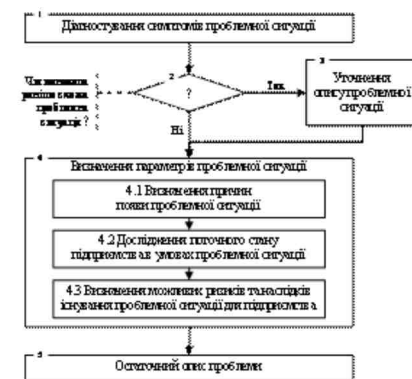 1
Діагностування симптомів проблемної ситуації
2
?
Так
Ні
3
Уточнення
опису проблемної
ситуації
проблемна
ситуація ?
4
Визначення параметрів проблемної ситуації
4.1 Визначення причин
появи проблемної ситуації
4.2 Дослідження поточного стану
підприємства в умовах проблемної ситуації
4.3 Визначення можливих ризиків та наслідків
існування проблемної ситуації для підприємства
5
Остаточний опис проблеми